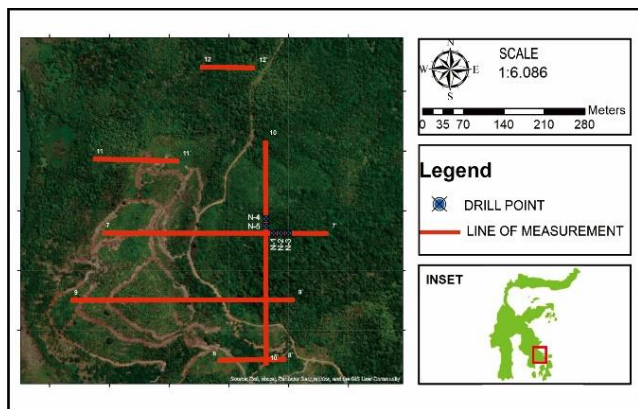 12 12'
10
11 11'
N-4
N-5
7 7'
N-1
N-2
N-3
9 9'
10'
8'
N
W E
S
SCALE
1:6.086
Meters
0 35 70 140 210 280
Legend
DRILL POINT
LINE OF MEASUREMENT
INSET